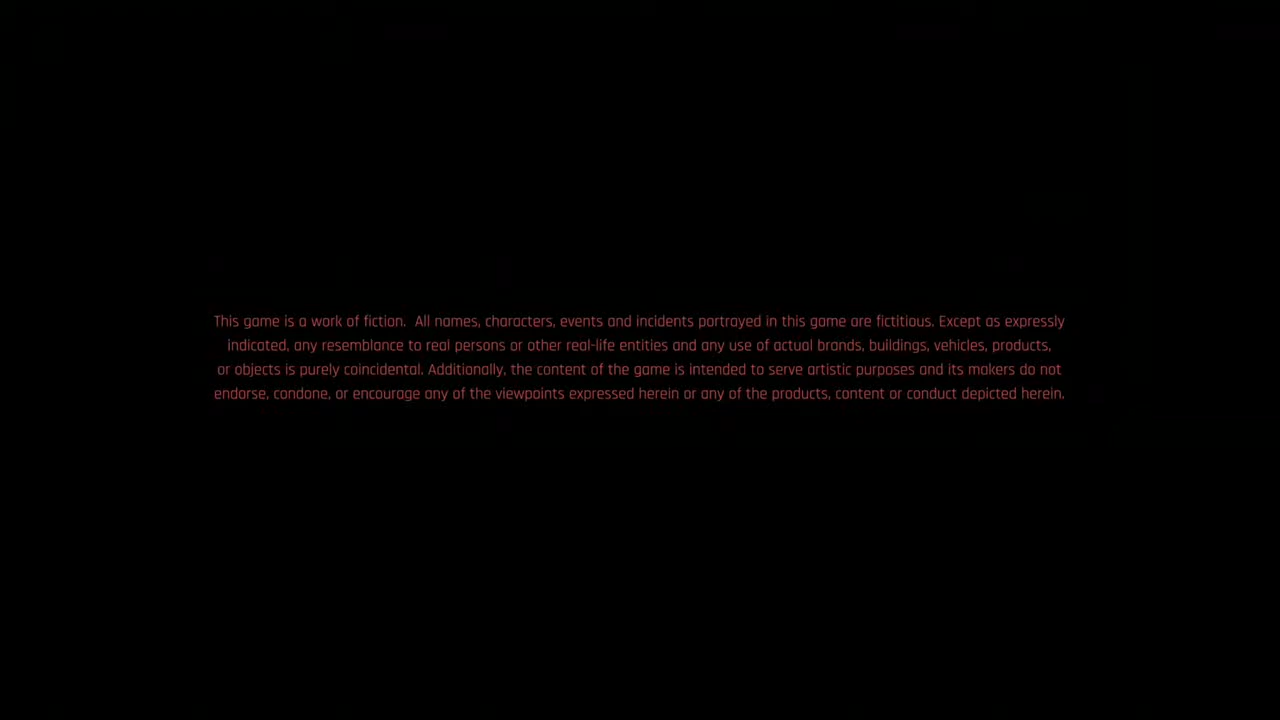 This game is a work of fiction.  All names, characters, events and incidents portrayed in this game are fictitious. Except as expressly
indicated, any resemblance to real persons or other real-life entities and any use of actual brands, buildings, vehicles, products,
or objects is purely coincidental. Additionally, the content of the game is intended to serve artistic purposes and its makers do not
endorse, condone, or encourage any of the viewpoints expressed herein or any of the products, content or conduct depicted herein.